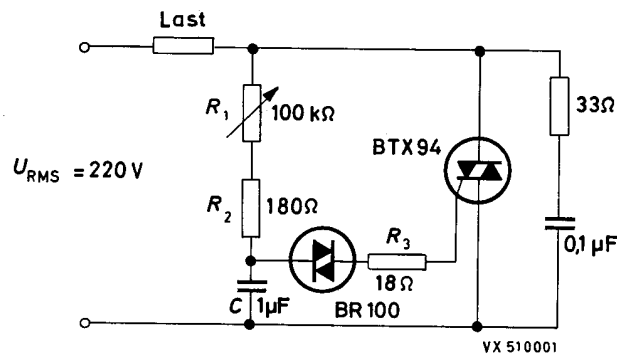 Last
R₁
100 kΩ
33Ω
BTX94
U_RMS = 220 V
R₂
180Ω
R₃
0,1 µF
18Ω
C 1µF
BR 100
VX 510001